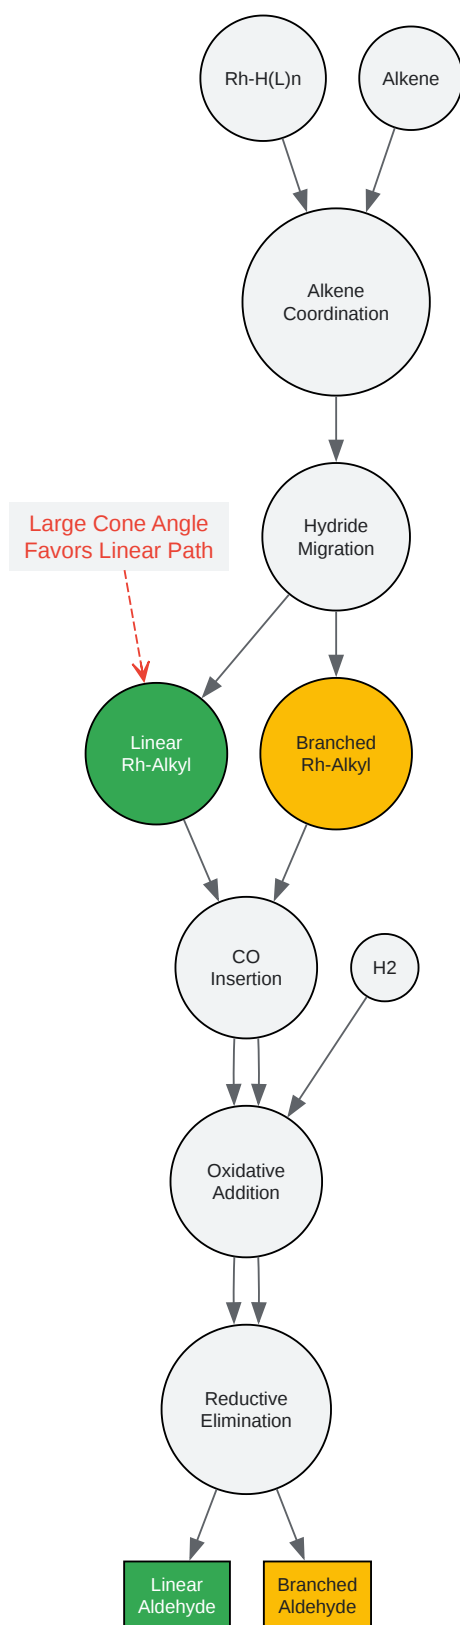 Rh-H(L)n
Alkene
Alkene
Coordination
Hydride
Migration
Large Cone Angle
Favors Linear Path
Linear
Rh-Alkyl
Branched
Rh-Alkyl
CO
Insertion
H2
Oxidative
Addition
Reductive
Elimination
Linear
Aldehyde
Branched
Aldehyde